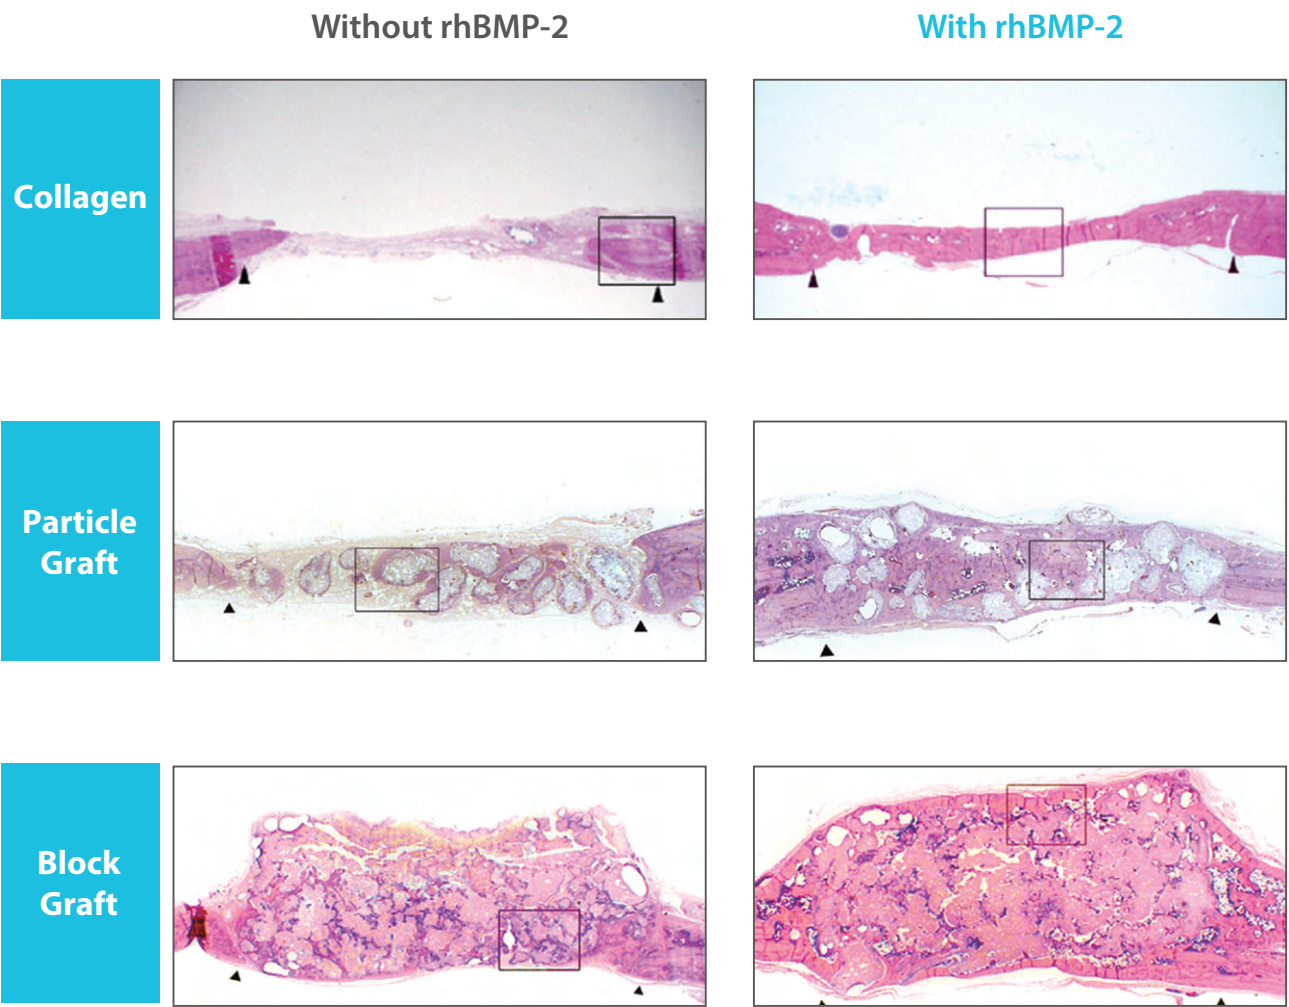 Without rhBMP-2
With rhBMP-2
Collagen
Particle
Graft
Block
Graft